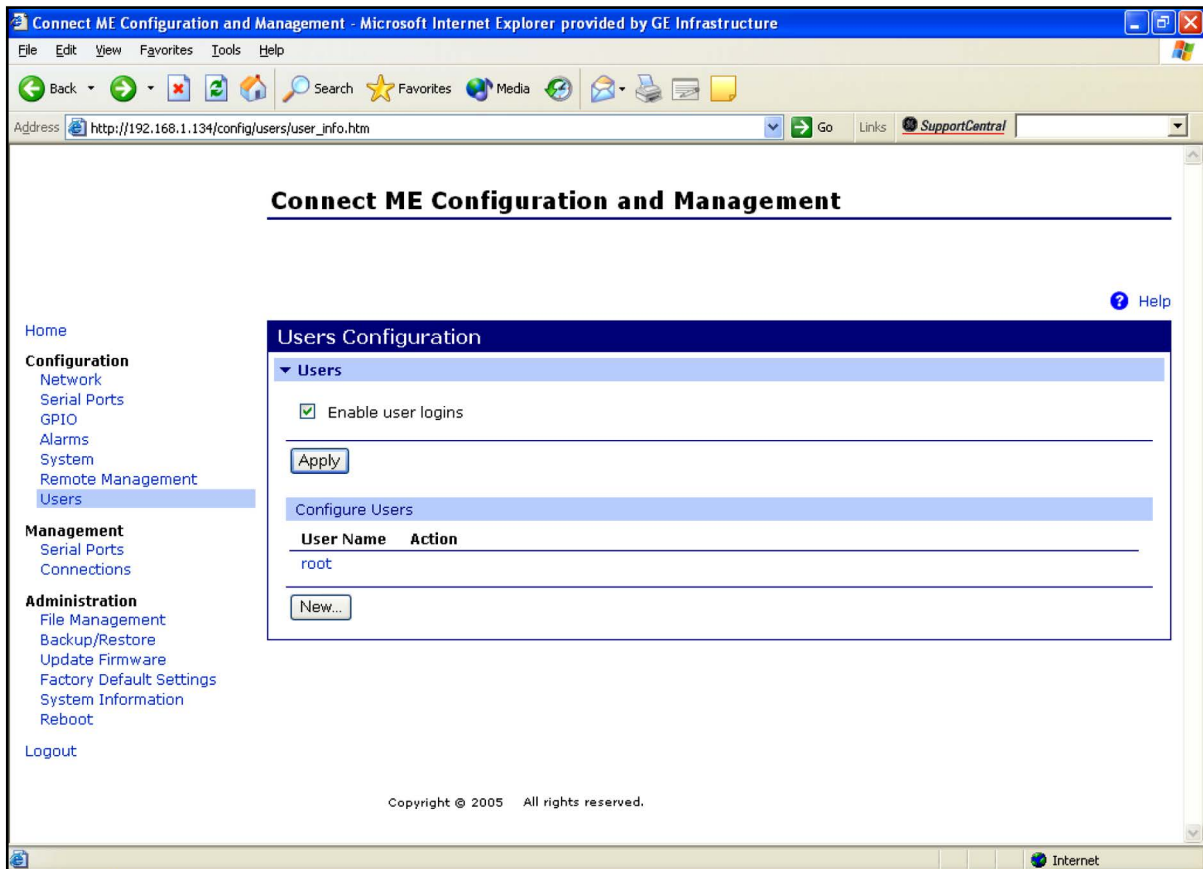 Connect ME Configuration and Management - Microsoft Internet Explorer provided by GE Infrastructure
File Edit View Favorites Tools Help
Back Search Favorites Media
Address http://192.168.1.134/config/users/user_info.htm Go Links SupportCentral
Connect ME Configuration and Management
? Help
Home
Configuration
Network
Serial Ports
GPIO
Alarms
System
Remote Management
Users
Management
Serial Ports
Connections
Administration
File Management
Backup/Restore
Update Firmware
Factory Default Settings
System Information
Reboot
Logout
Users Configuration
Users
Enable user logins
Apply
Configure Users
User Name Action
root
New...
Copyright © 2005 All rights reserved.
Internet